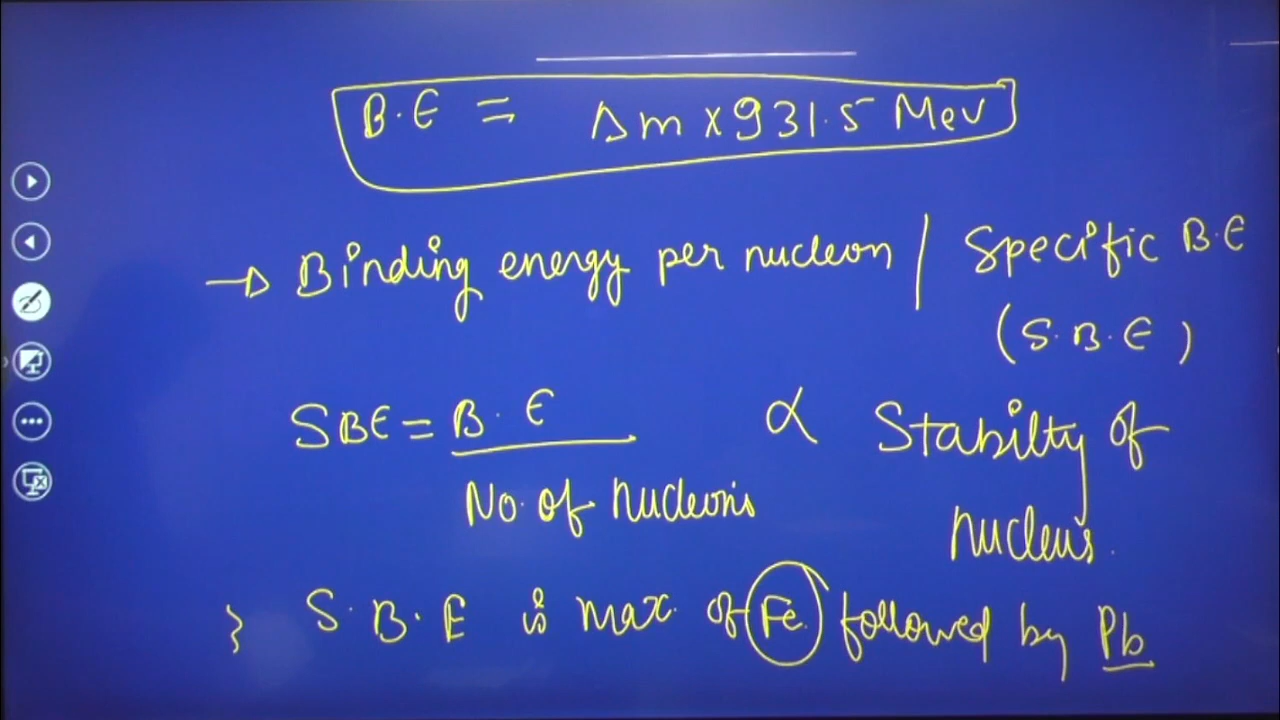 B.E = Δm x 931.5 Mev
→ Binding energy per nucleon / Specific B.E
(S.B.E)
SBE = B.E ∝ Stabilty of
No. of nucleons nucleus.
S.B.E is max. of Fe. followed by Pb